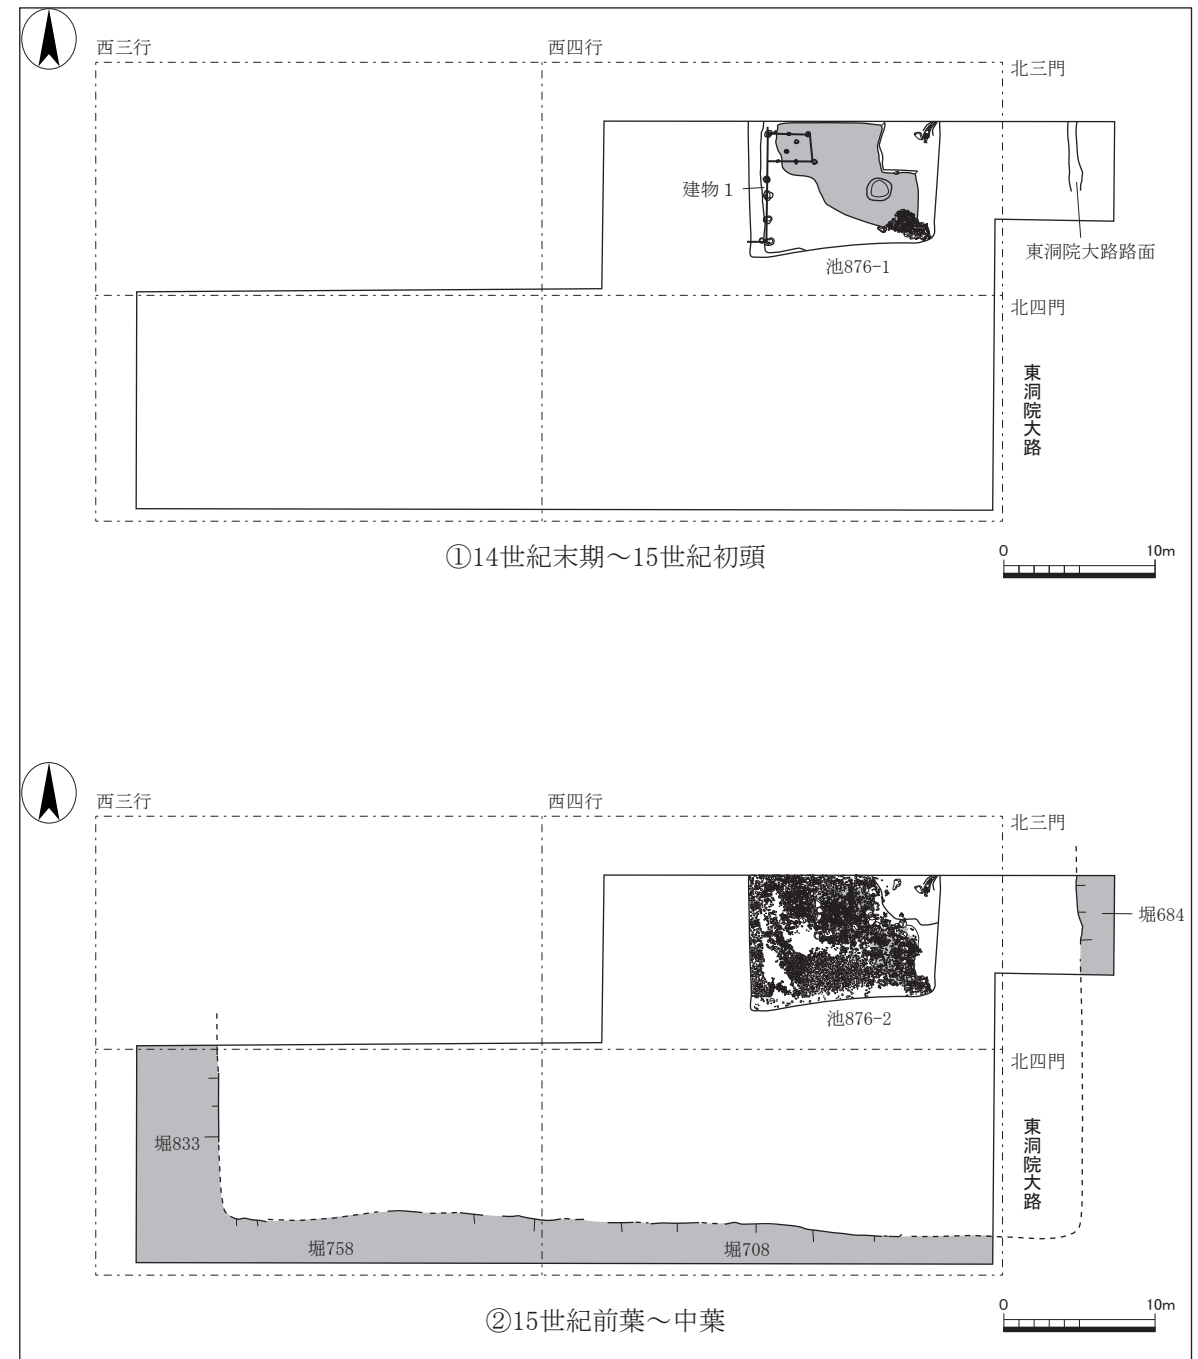 西三行
西四行
北三門
建物１
東洞院大路路面
池876-1
北四門
東洞院大路
①14世紀末期～15世紀初頭
0 10m
西三行
西四行
北三門
堀684
池876-2
北四門
堀833
東洞院大路
堀758
堀708
②15世紀前葉～中葉
0 10m